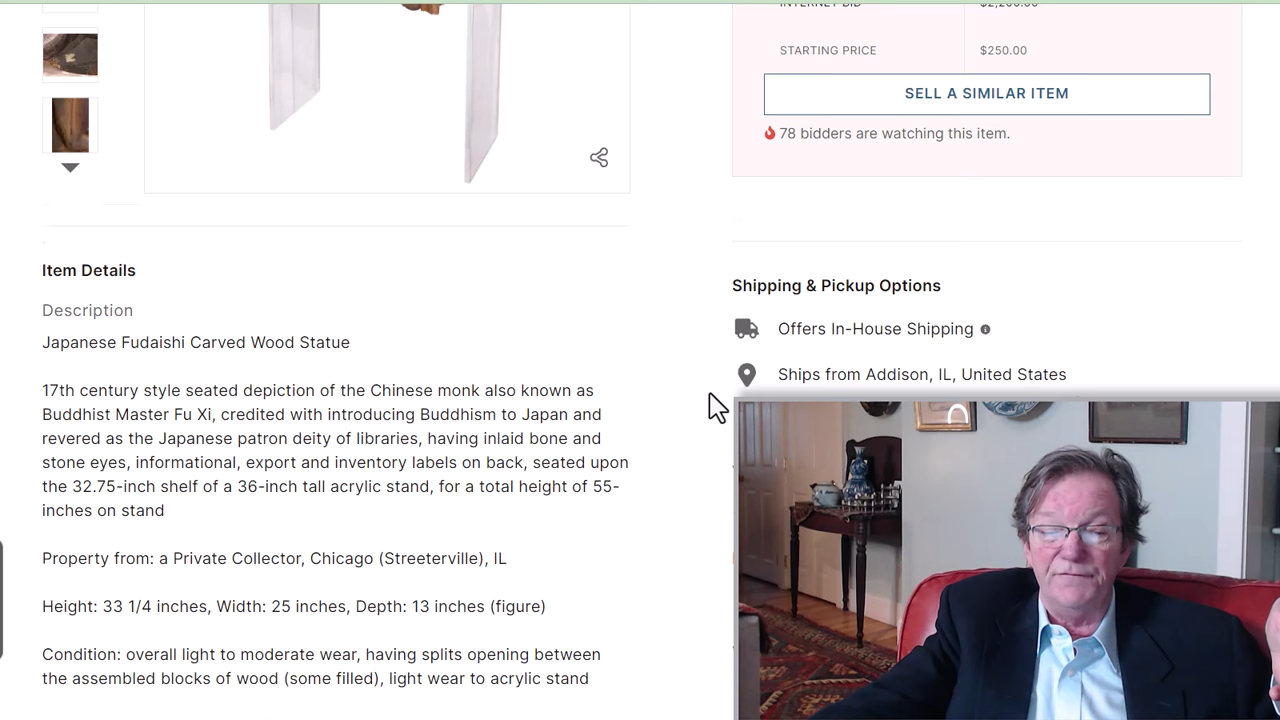 INTERNET BID
$2,200.00
STARTING PRICE
$250.00
SELL A SIMILAR ITEM
78 bidders are watching this item.
Item Details
Description
Japanese Fudaishi Carved Wood Statue
17th century style seated depiction of the Chinese monk also known as
Buddhist Master Fu Xi, credited with introducing Buddhism to Japan and
revered as the Japanese patron deity of libraries, having inlaid bone and
stone eyes, informational, export and inventory labels on back, seated upon
the 32.75-inch shelf of a 36-inch tall acrylic stand, for a total height of 55-
inches on stand
Property from: a Private Collector, Chicago (Streeterville), IL
Height: 33 1/4 inches, Width: 25 inches, Depth: 13 inches (figure)
Condition: overall light to moderate wear, having splits opening between
the assembled blocks of wood (some filled), light wear to acrylic stand
Shipping & Pickup Options
Offers In-House Shipping
Ships from Addison, IL, United States